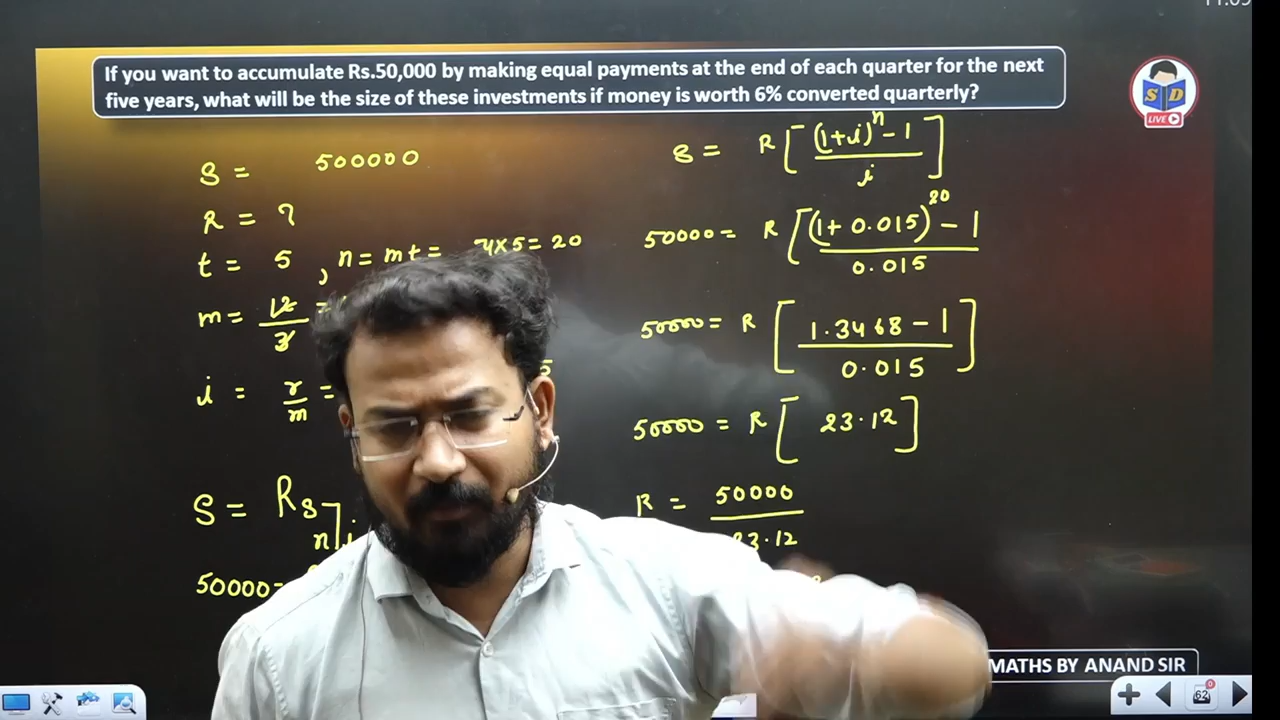 If you want to accumulate Rs.50,000 by making equal payments at the end of each quarter for the next
five years, what will be the size of these investments if money is worth 6% converted quarterly?
S D
LIVE
S = 500000
R = ?
t = 5 , n = mt = 4x5 = 20
m = 12/3 =
i = r/m =
S = R s n i
50000 =
S = R [ (1+i)^n - 1 / i ]
50000 = R [ (1 + 0.015)^20 - 1 / 0.015 ]
50000 = R [ 1.3468 - 1 / 0.015 ]
50000 = R [ 23.12 ]
R = 50000 / 23.12
MATHS BY ANAND SIR
62